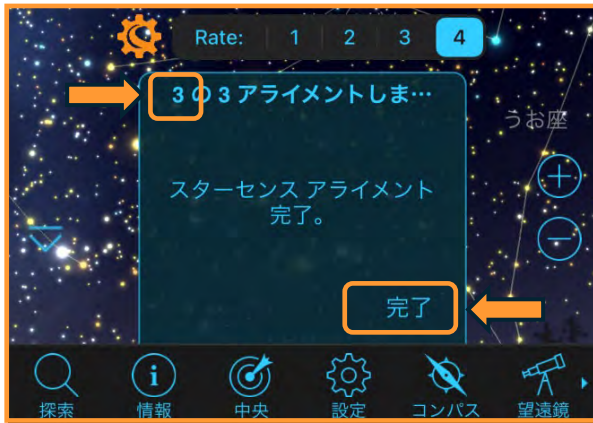 Rate: 1 2 3 4
3 の 3 アライメントしま…
うお座
スターセンス アライメント
完了。
完了
探索 情報 中央 設定 コンパス 望遠鏡